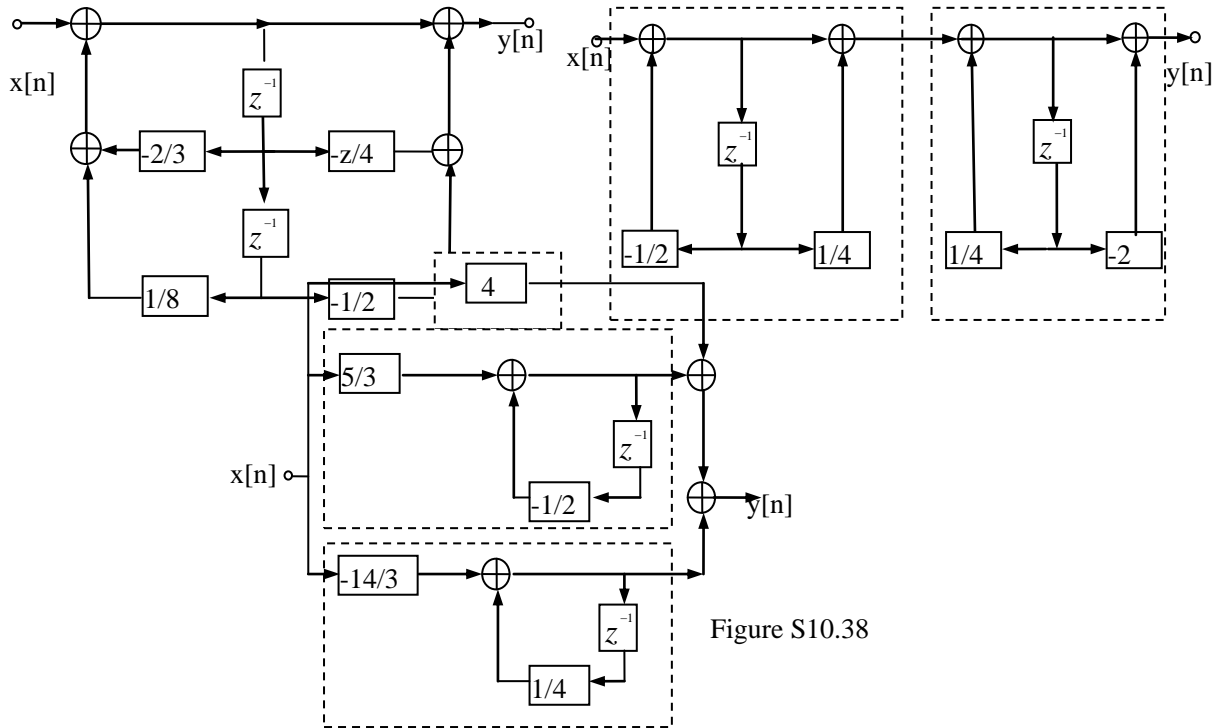 x[n]
y[n]
z⁻¹
-2/3
-z/4
z⁻¹
1/8
-1/2
x[n]
y[n]
z⁻¹
-1/2
1/4
z⁻¹
1/4
-2
4
5/3
z⁻¹
-1/2
x[n]
y[n]
-14/3
z⁻¹
1/4
Figure S10.38